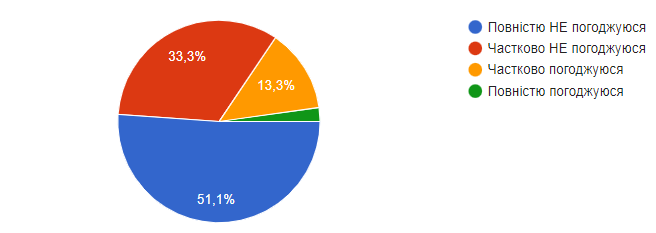 Повністю НЕ погоджуюся
Частково НЕ погоджуюся
Частково погоджуюся
Повністю погоджуюся
33,3%
13,3%
51,1%